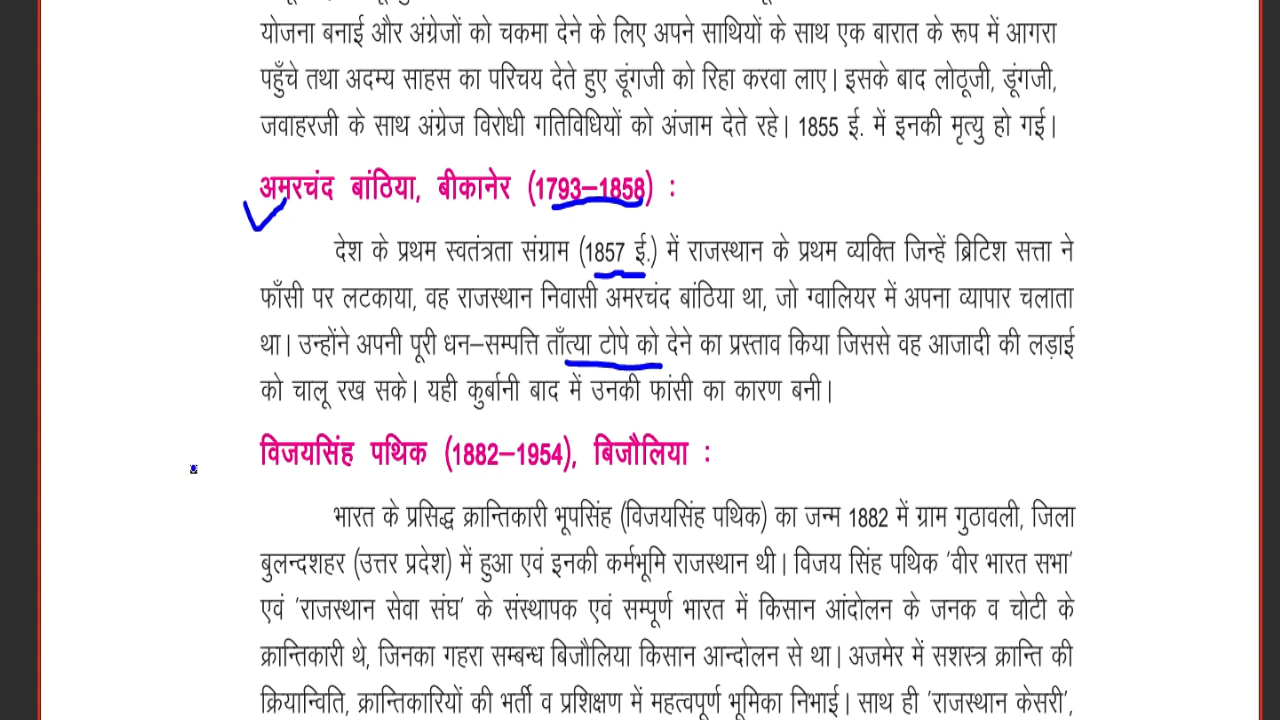 योजना बनाई और अंग्रेजों को चकमा देने के लिए अपने साथियों के साथ एक बारात के रूप में आगरा
पहुँचे तथा अदम्य साहस का परिचय देते हुए डूंगजी को रिहा करवा लाए। इसके बाद लोठूजी, डूंगजी,
जवाहरजी के साथ अंग्रेज विरोधी गतिविधियों को अंजाम देते रहे। 1855 ई. में इनकी मृत्यु हो गई।
अमरचंद बांठिया, बीकानेर (1793–1858) :
देश के प्रथम स्वतंत्रता संग्राम (1857 ई.) में राजस्थान के प्रथम व्यक्ति जिन्हें ब्रिटिश सत्ता ने
फाँसी पर लटकाया, वह राजस्थान निवासी अमरचंद बांठिया था, जो ग्वालियर में अपना व्यापार चलाता
था। उन्होंने अपनी पूरी धन–सम्पत्ति ताँत्या टोपे को देने का प्रस्ताव किया जिससे वह आजादी की लड़ाई
को चालू रख सके। यही कुर्बानी बाद में उनकी फांसी का कारण बनी।
विजयसिंह पथिक (1882–1954), बिजौलिया :
भारत के प्रसिद्ध क्रान्तिकारी भूपसिंह (विजयसिंह पथिक) का जन्म 1882 में ग्राम गुठावली, जिला
बुलन्दशहर (उत्तर प्रदेश) में हुआ एवं इनकी कर्मभूमि राजस्थान थी। विजय सिंह पथिक 'वीर भारत सभा'
एवं 'राजस्थान सेवा संघ' के संस्थापक एवं सम्पूर्ण भारत में किसान आंदोलन के जनक व चोटी के
क्रान्तिकारी थे, जिनका गहरा सम्बन्ध बिजौलिया किसान आन्दोलन से था। अजमेर में सशस्त्र क्रान्ति की
क्रियान्विति, क्रान्तिकारियों की भर्ती व प्रशिक्षण में महत्वपूर्ण भूमिका निभाई। साथ ही 'राजस्थान केसरी',